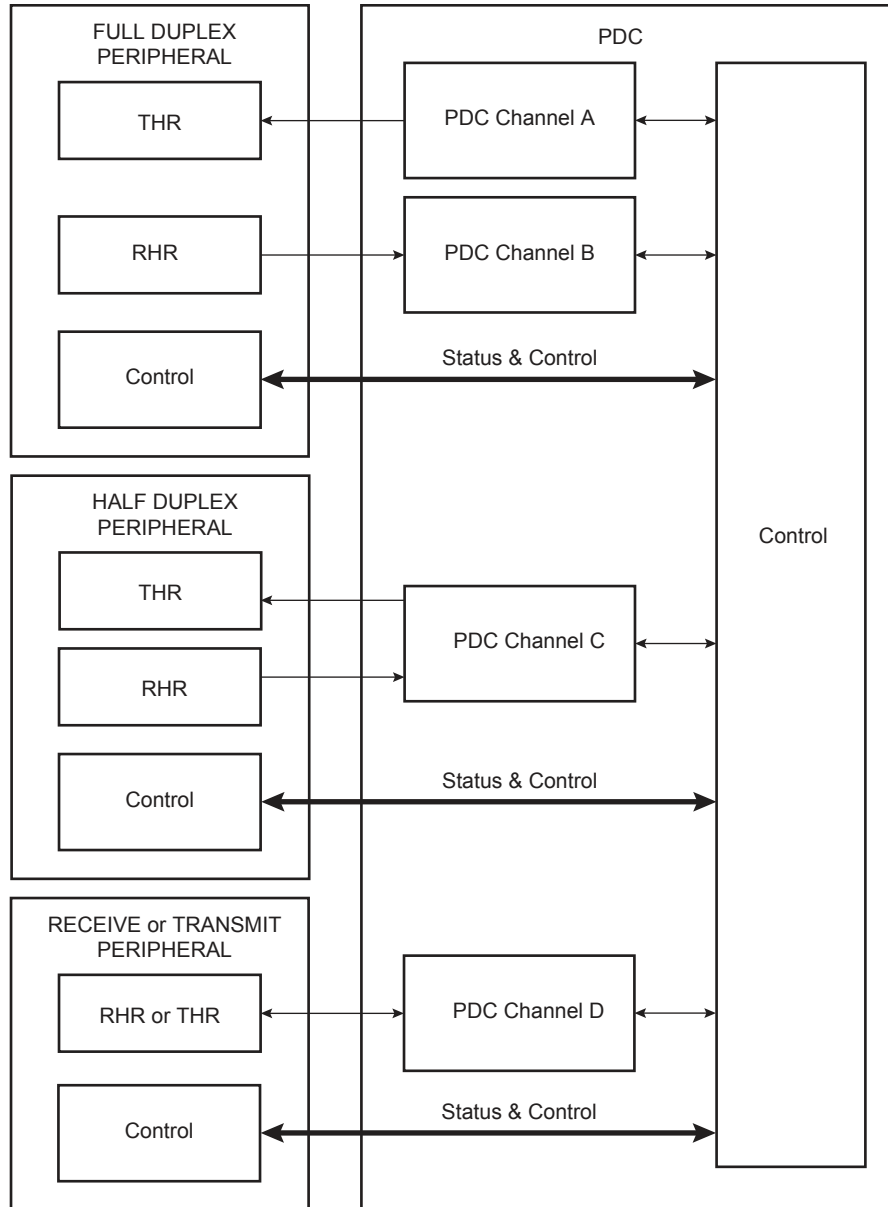 FULL DUPLEX
PERIPHERAL
THR
RHR
Control
PDC
PDC Channel A
PDC Channel B
Status & Control
HALF DUPLEX
PERIPHERAL
THR
RHR
Control
PDC Channel C
Status & Control
Control
RECEIVE or TRANSMIT
PERIPHERAL
RHR or THR
Control
PDC Channel D
Status & Control